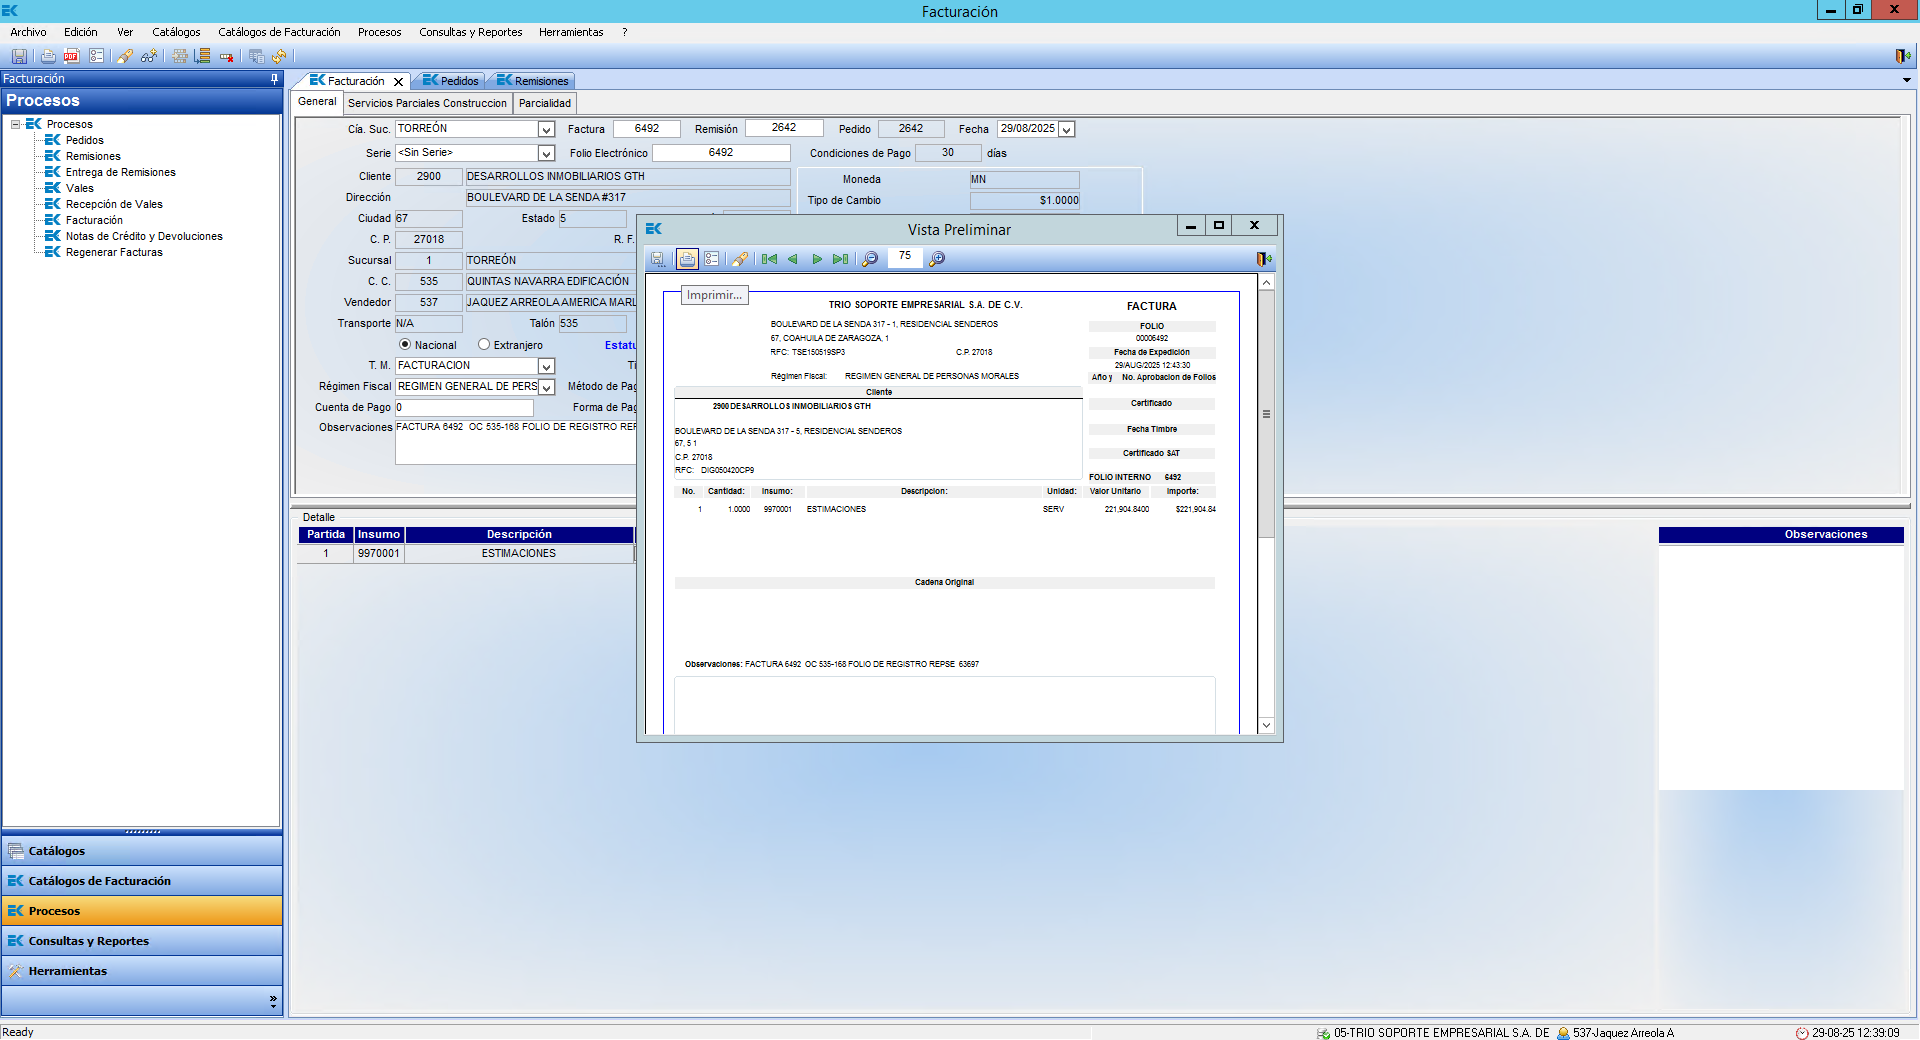 Facturación
Archivo Edición Ver Catálogos Catálogos de Facturación Procesos Consultas y Reportes Herramientas ?
Facturación
Procesos
Procesos
Pedidos
Remisiones
Entrega de Remisiones
Vales
Recepción de Vales
Facturación
Notas de Crédito y Devoluciones
Regenerar Facturas
Catálogos
Catálogos de Facturación
Procesos
Consultas y Reportes
Herramientas
Facturación Pedidos Remisiones
General Servicios Parciales Construccion Parcialidad
Cía. Suc. TORREÓN Factura 6492 Remisión 2642 Pedido 2642 Fecha 29/08/2025
Serie <Sin Serie> Folio Electrónico 6492 Condiciones de Pago 30 días
Cliente 2900 DESARROLLOS INMOBILIARIOS GTH Moneda MN
Dirección BOULEVARD DE LA SENDA #317 Tipo de Cambio $1.0000
Ciudad 67 Estado 5
C. P. 27018 R. F.
Sucursal 1 TORREÓN
C. C. 535 QUINTAS NAVARRA EDIFICACIÓN
Vendedor 537 JAQUEZ ARREOLA AMERICA MARL
Transporte N/A Talón 535
Nacional Extranjero Estatu
T. M. FACTURACION Ti
Régimen Fiscal REGIMEN GENERAL DE PERS Método de Pag
Cuenta de Pago 0 Forma de Pag
Observaciones FACTURA 6492 OC 535-168 FOLIO DE REGISTRO REP
Detalle
Partida Insumo Descripción Observaciones
1 9970001 ESTIMACIONES
Vista Preliminar
75
Imprimir...
TRIO SOPORTE EMPRESARIAL S.A. DE C.V. FACTURA
BOULEVARD DE LA SENDA 317 - 1, RESIDENCIAL SENDEROS FOLIO
67, COAHUILA DE ZARAGOZA, 1 00006492
RFC: TSE150519SP3 C.P. 27018 Fecha de Expedición
29/AUG/2025 12:43:30
Régimen Fiscal: REGIMEN GENERAL DE PERSONAS MORALES Año y No. Aprobacion de Folios
Cliente
2900 DESARROLLOS INMOBILIARIOS GTH Certificado
BOULEVARD DE LA SENDA 317 - 5, RESIDENCIAL SENDEROS Fecha Timbre
67, 5 1
C.P. 27018 Certificado SAT
RFC: DIG050420CP9
FOLIO INTERNO 6492
No. Cantidad: Insumo: Descripcion: Unidad: Valor Unitario Importe:
1 1.0000 9970001 ESTIMACIONES SERV 221,904.8400 $221,904.84
Cadena Original
Observaciones: FACTURA 6492 OC 535-168 FOLIO DE REGISTRO REPSE 63697
Ready 05-TRIO SOPORTE EMPRESARIAL S.A. DE 537-Jaquez Arreola A 29-08-25 12:39:09